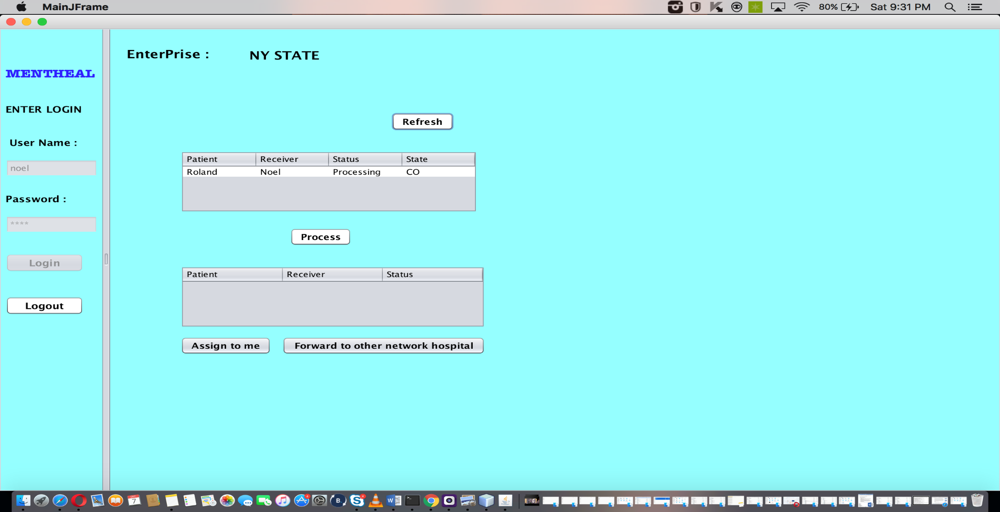 MainJFrame 80% Sat 9:31 PM
EnterPrise : NY STATE
MENTHEAL
ENTER LOGIN
Refresh
User Name :
noel
Patient Receiver Status State
Roland Noel Processing CO
Password :
****
Process
Login
Patient Receiver Status
Logout
Assign to me Forward to other network hospital
DEC
7